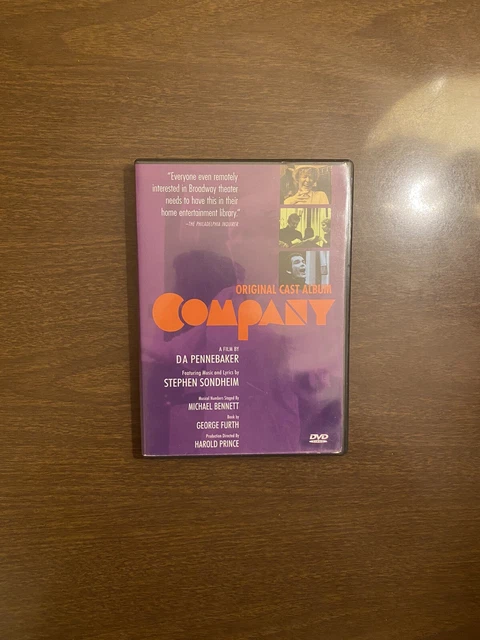 "Everyone even remotely
interested in Broadway theater
needs to have this in their
home entertainment library."
—THE PHILADELPHIA INQUIRER
ORIGINAL CAST ALBUM
COMPANY
A FILM BY
DA PENNEBAKER
Featuring Music and Lyrics by
STEPHEN SONDHEIM
Musical Numbers Staged By
MICHAEL BENNETT
Book by
GEORGE FURTH
Production Directed By
HAROLD PRINCE
DVD